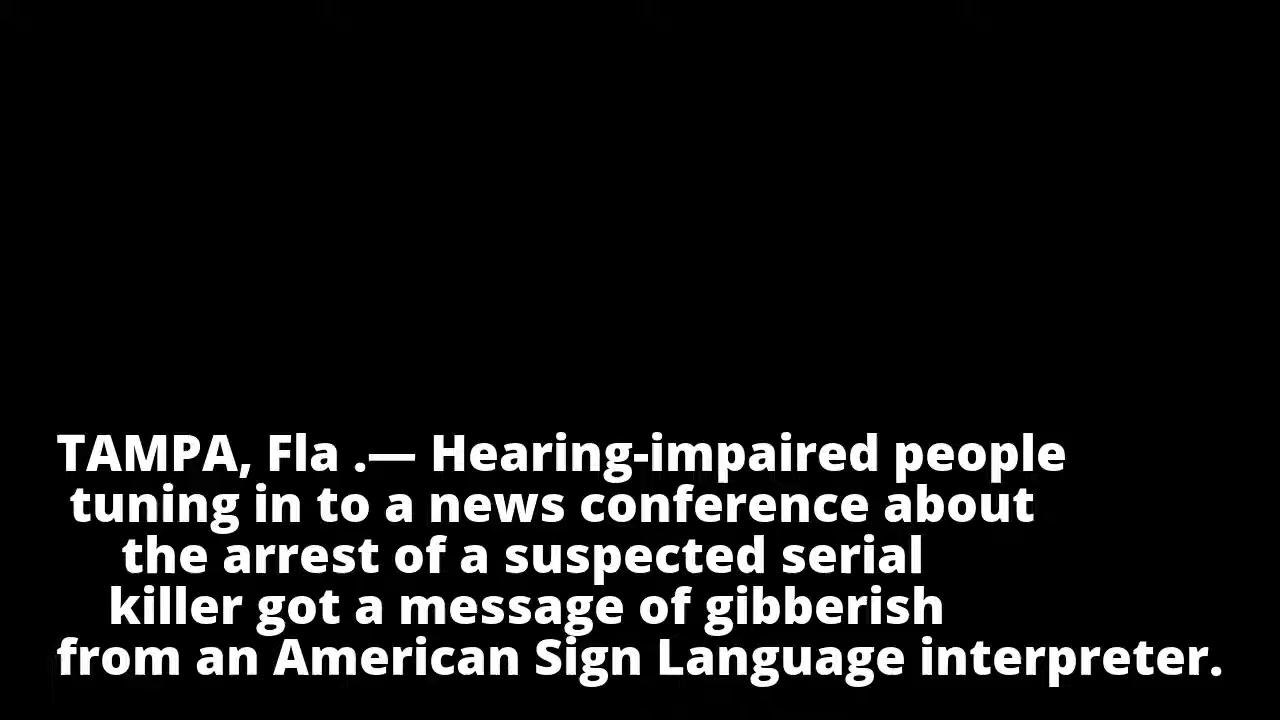 TAMPA, Fla .— Hearing-impaired people
tuning in to a news conference about
the arrest of a suspected serial
killer got a message of gibberish
from an American Sign Language interpreter.